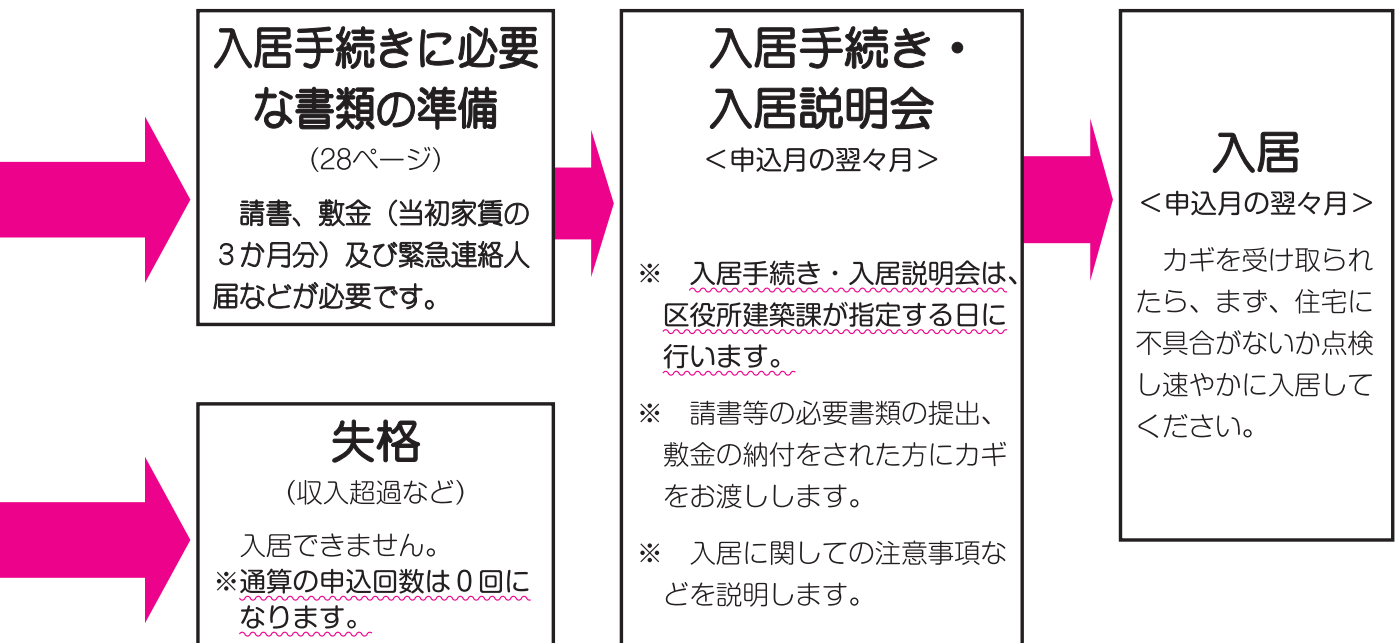 入居手続きに必要
な書類の準備
（28ページ）
請書、敷金（当初家賃の
３か月分）及び緊急連絡人
届などが必要です。
失格
（収入超過など）
入居できません。
※通算の申込回数は０回に
なります。
入居手続き・
入居説明会
＜申込月の翌々月＞
※　入居手続き・入居説明会は、
区役所建築課が指定する日に
行います。
※　請書等の必要書類の提出、
敷金の納付をされた方にカギ
をお渡しします。
※　入居に関しての注意事項な
どを説明します。
入居
＜申込月の翌々月＞
カギを受け取られ
たら、まず、住宅に
不具合がないか点検
し速やかに入居して
ください。